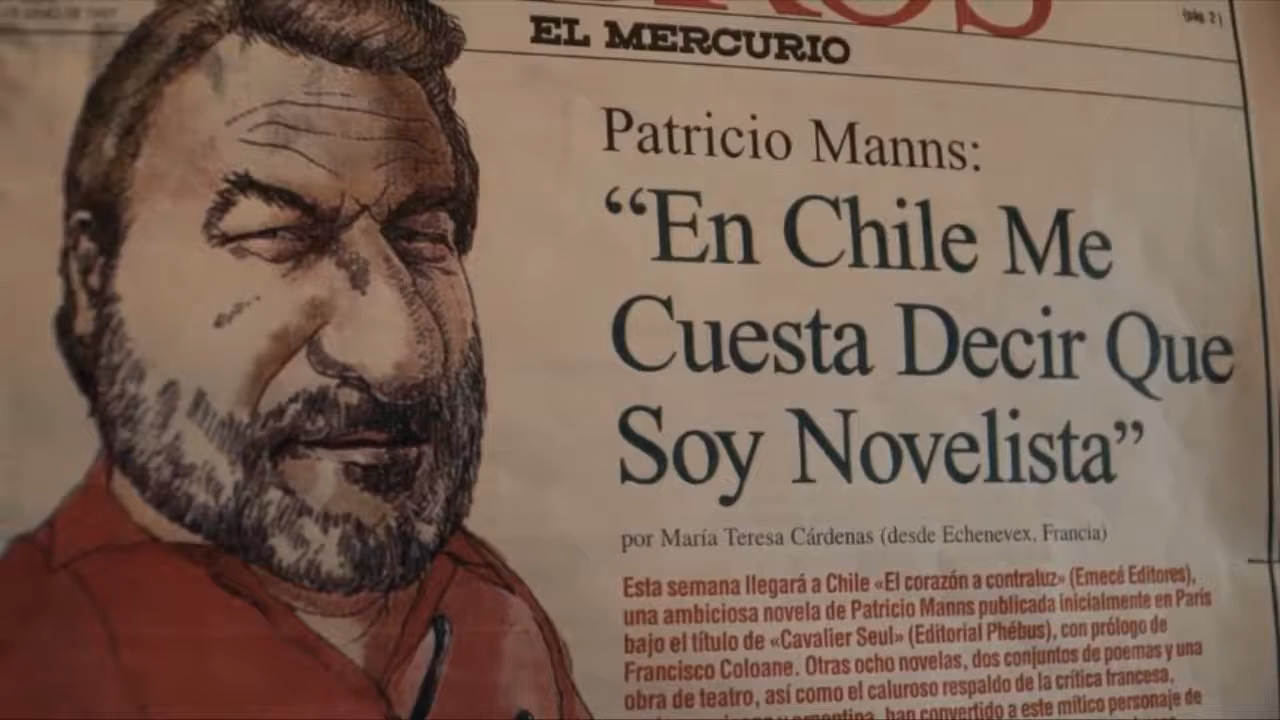 EL MERCURIO
(pág. 2)
Patricio Manns:
“En Chile Me
Cuesta Decir Que
Soy Novelista”
por María Teresa Cárdenas (desde Echenevex, Francia)
Esta semana llegará a Chile «El corazón a contraluz» (Emecé Editores),
una ambiciosa novela de Patricio Manns publicada inicialmente en París
bajo el título de «Cavalier Seul» (Editorial Phébus), con prólogo de
Francisco Coloane. Otras ocho novelas, dos conjuntos de poemas y una
obra de teatro, así como el caluroso respaldo de la crítica francesa,
han convertido a este mítico personaje de